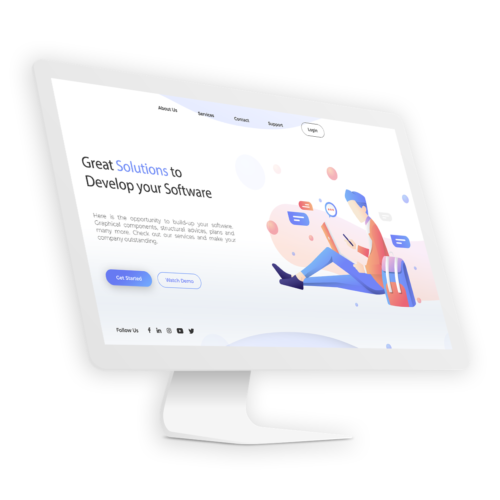 About Us Services Contact Support Login
Great Solutions to
Develop your Software
Here is the opportunity to build-up your software.
Graphical components, structural advices, plans and
many more. Check out our services and make your
company outstanding.
Get Started Watch Demo
Follow Us